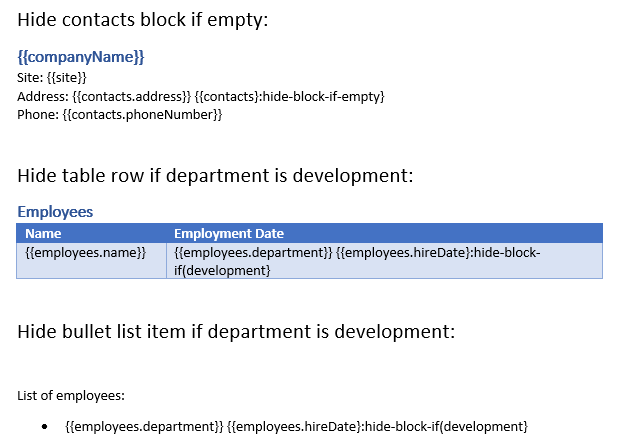 Hide contacts block if empty:
{{companyName}}
Site: {{site}}
Address: {{contacts.address}} {{contacts}:hide-block-if-empty}
Phone: {{contacts.phoneNumber}}
Hide table row if department is development:
Employees
Name Employment Date
{{employees.name}} {{employees.department}} {{employees.hireDate}:hide-block-
if(development}
Hide bullet list item if department is development:
List of employees:
• {{employees.department}} {{employees.hireDate}:hide-block-if(development}